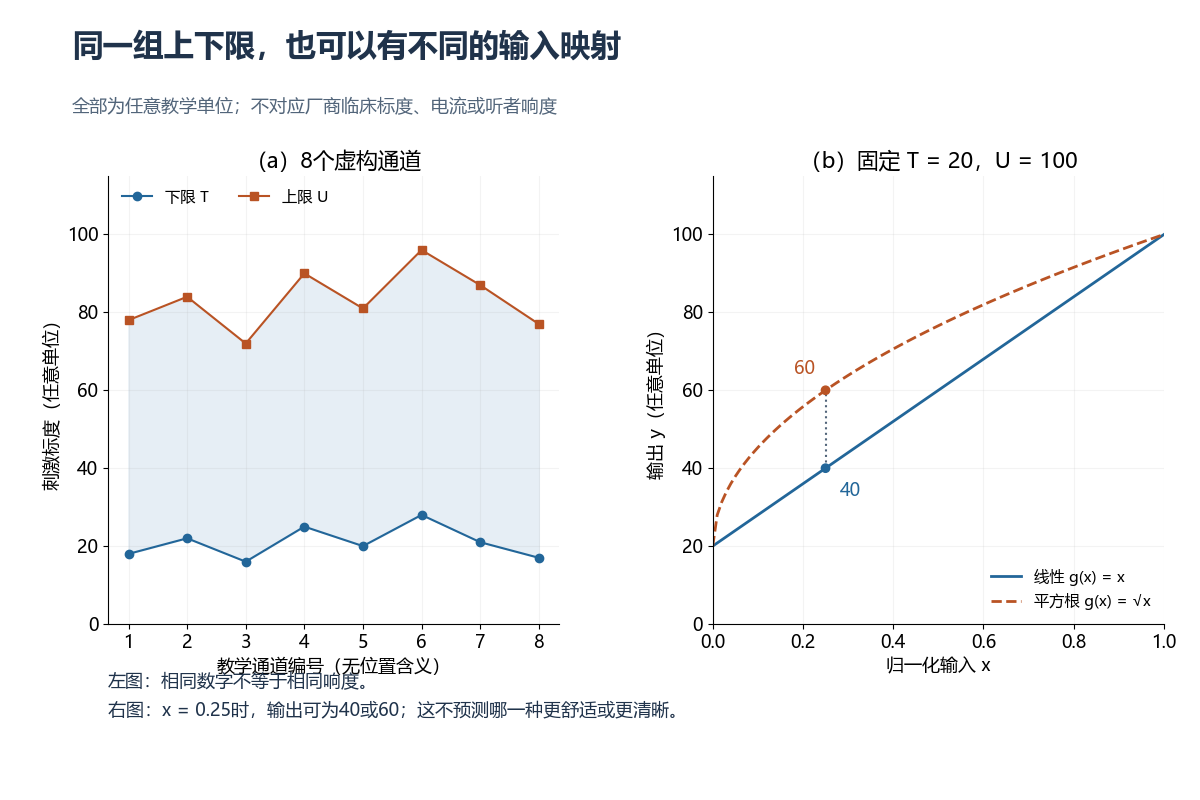 同一组上下限，也可以有不同的输入映射
全部为任意教学单位；不对应厂商临床标度、电流或听者响度
（a）8个虚构通道
下限 T
上限 U
刺激标度（任意单位）
100
80
60
40
20
0
1 2 3 4 5 6 7 8
教学通道编号（无位置含义）
（b）固定 T = 20，U = 100
输出 y（任意单位）
100
80
60
40
20
0
60
40
线性 g(x) = x
平方根 g(x) = √x
0.0 0.2 0.4 0.6 0.8 1.0
归一化输入 x
左图：相同数字不等于相同响度。
右图：x = 0.25时，输出可为40或60；这不预测哪一种更舒适或更清晰。